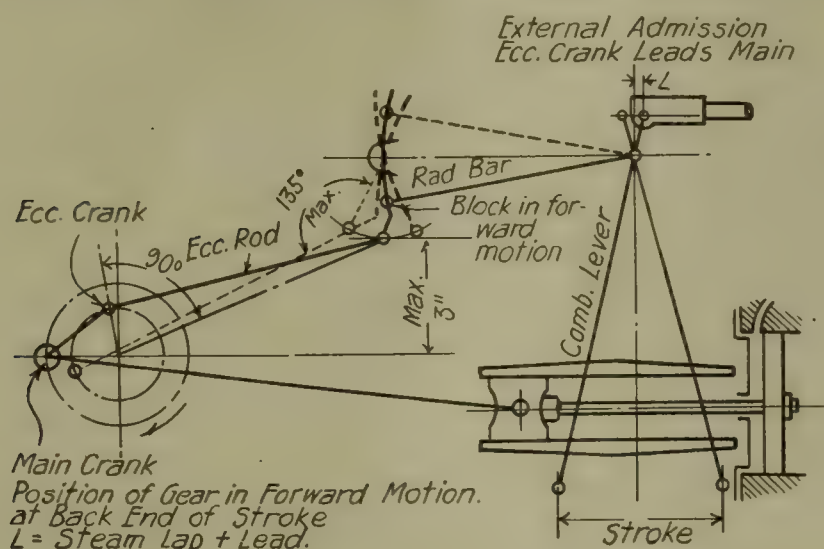 External Admission
Ecc. Crank Leads Main
L
Rad Bar
135°
Max.
Block in for-
ward
motion
Ecc. Crank
90°
Ecc. Rod
Max.
3"
Comb. Lever
Main Crank
Position of Gear in Forward Motion.
at Back End of Stroke
L = Steam Lap + Lead.
Stroke